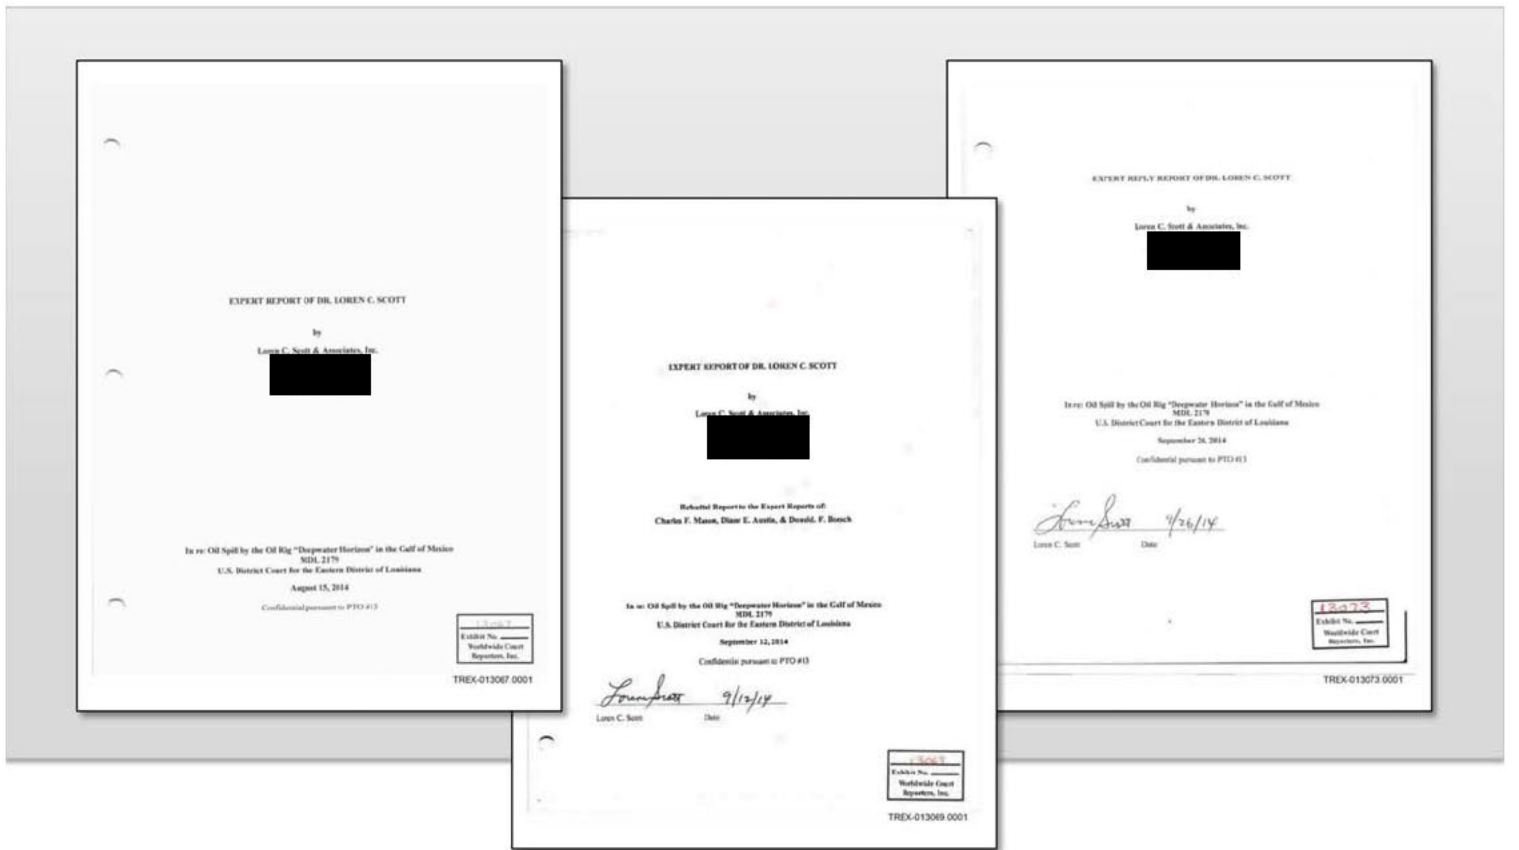 EXPERT REPORT OF DR. LOREN C. SCOTT
by
Loren C. Scott & Associates, Inc.
In re: Oil Spill by the Oil Rig “Deepwater Horizon” in the Gulf of Mexico
MDL 2179
U.S. District Court for the Eastern District of Louisiana
August 15, 2014
Confidential pursuant to PTO #13
13067
Exhibit No.
Worldwide Court
Reporters, Inc.
TREX-013067.0001
EXPERT REPORT OF DR. LOREN C. SCOTT
by
Loren C. Scott & Associates, Inc.
Rebuttal Report to the Expert Reports of:
Charles F. Mason, Diane E. Austin, & Donald. F. Boesch
In re: Oil Spill by the Oil Rig “Deepwater Horizon” in the Gulf of Mexico
MDL 2179
U.S. District Court for the Eastern District of Louisiana
September 12, 2014
Confidential pursuant to PTO #13
Loren Scott 9/12/14
Loren C. Scott Date
Exhibit No.
Worldwide Court
Reporters, Inc.
TREX-013069.0001
EXPERT REPLY REPORT OF DR. LOREN C. SCOTT
by
Loren C. Scott & Associates, Inc.
In re: Oil Spill by the Oil Rig “Deepwater Horizon” in the Gulf of Mexico
MDL 2179
U.S. District Court for the Eastern District of Louisiana
September 26, 2014
Confidential pursuant to PTO #13
Loren Scott 9/26/14
Loren C. Scott Date
13073
Exhibit No.
Worldwide Court
Reporters, Inc.
TREX-013073.0001